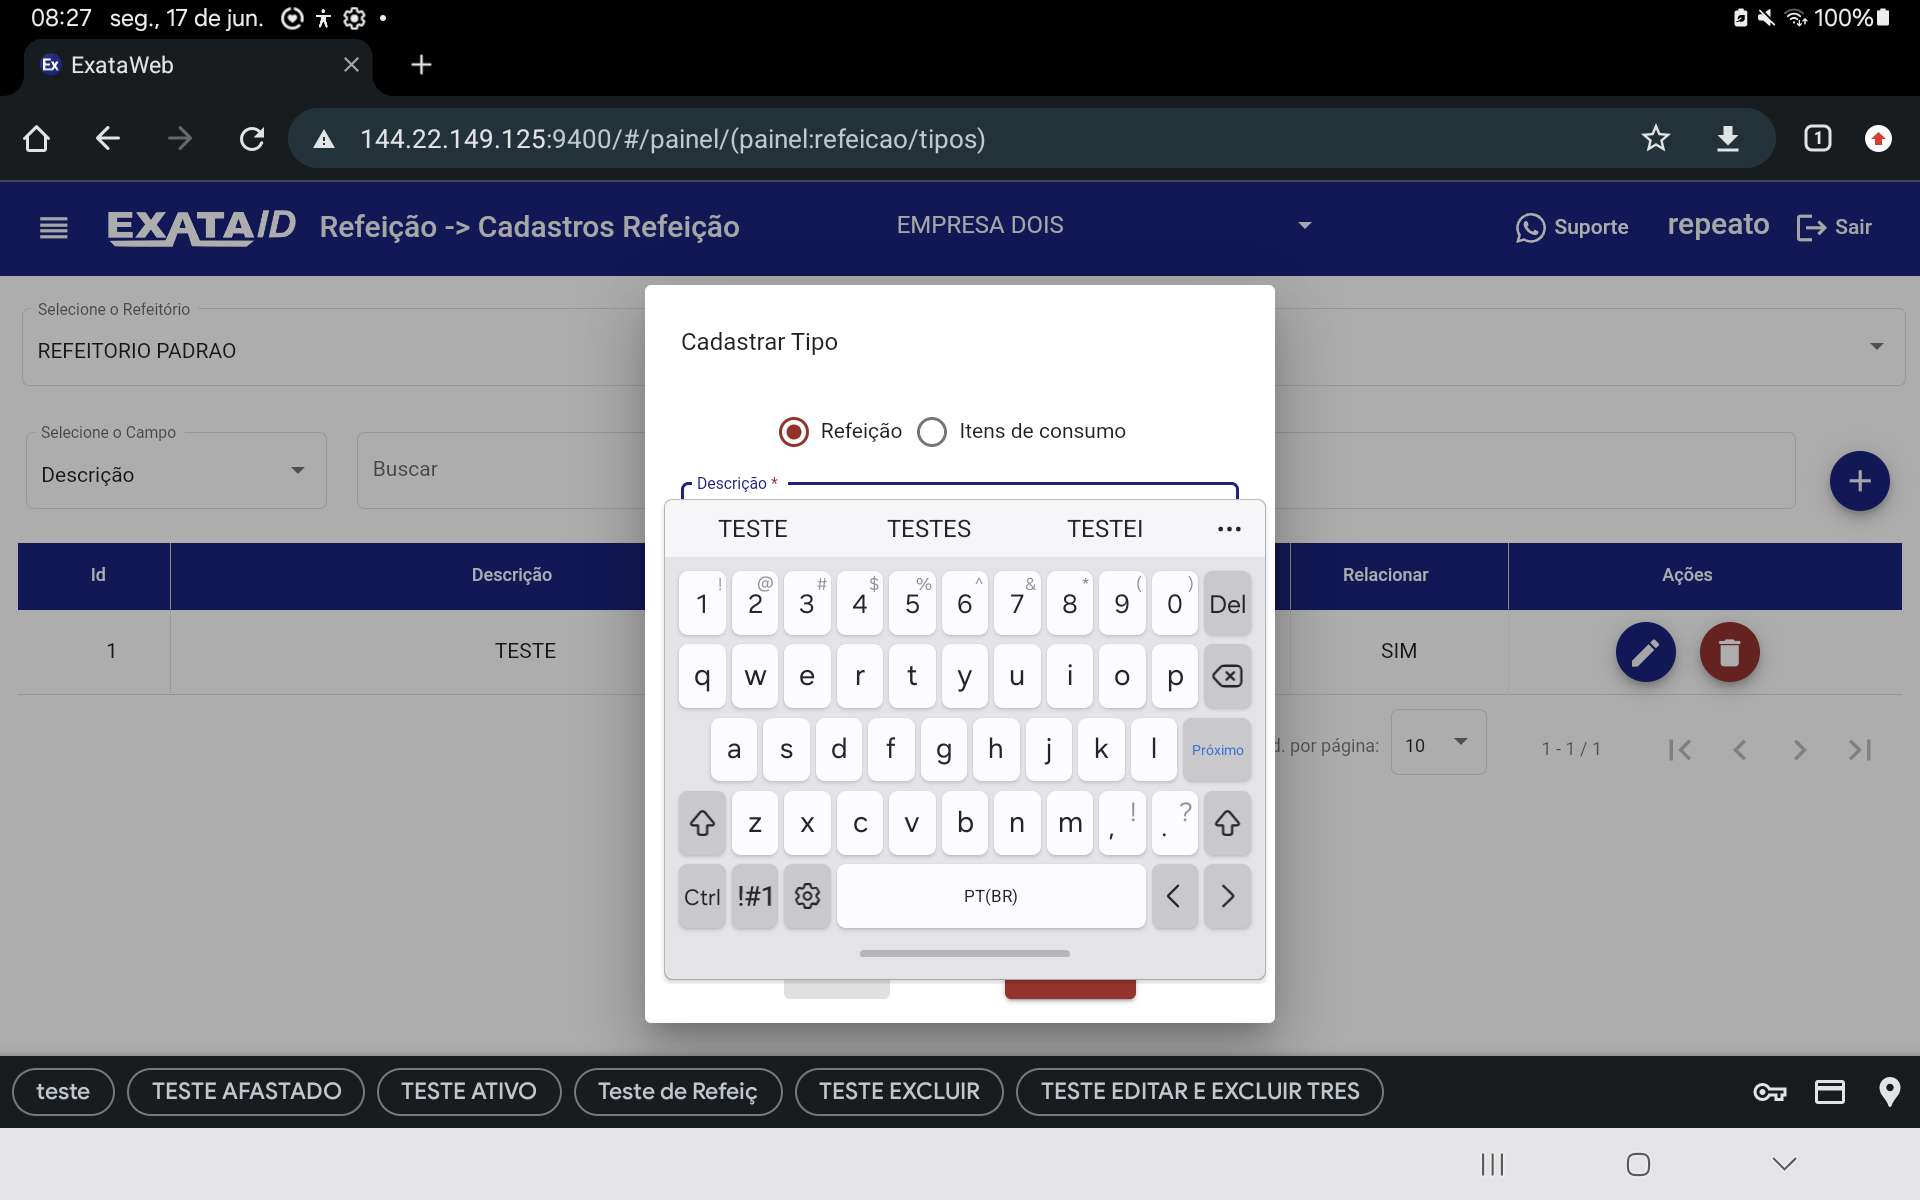 08:27 seg., 17 de jun. 100%
Ex ExataWeb
144.22.149.125:9400/#/painel/(painel:refeicao/tipos) 1
EXATA ID Refeição -> Cadastros Refeição EMPRESA DOIS Suporte repeato Sair
Selecione o Refeitório
REFEITORIO PADRAO
Cadastrar Tipo
Refeição Itens de consumo
Selecione o Campo
Descrição
Buscar
Descrição *
TESTE TESTES TESTEI ...
Id Descrição Relacionar Ações
1 TESTE SIM
1 ! 2 @ 3 # 4 $ 5 % 6 ^ 7 & 8 * 9 ( 0 ) Del
q w e r t y u i o p
a s d f g h j k l Próximo
z x c v b n m , ! . ?
Ctrl !#1 PT(BR) < >
d. por página: 10 1 - 1 / 1
teste TESTE AFASTADO TESTE ATIVO Teste de Refeiç TESTE EXCLUIR TESTE EDITAR E EXCLUIR TRES